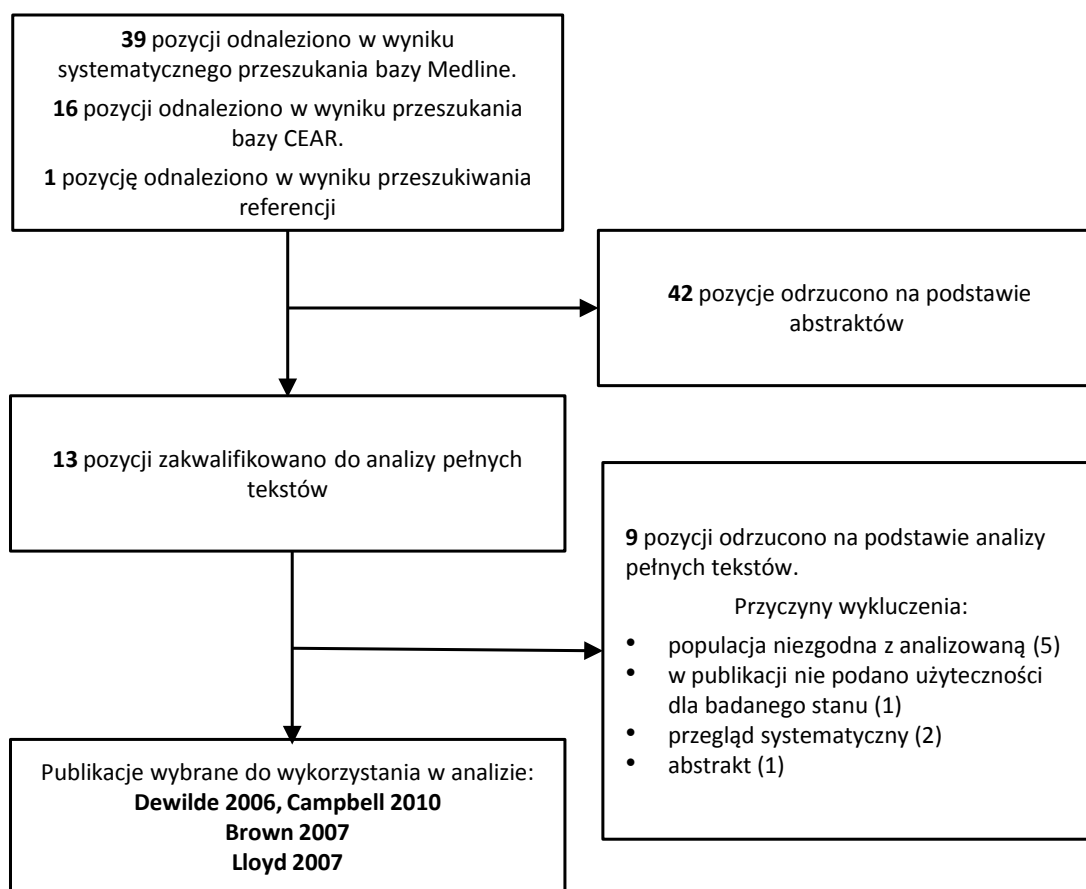 39 pozycji odnaleziono w wyniku
systematycznego przeszukania bazy Medline.
16 pozycji odnaleziono w wyniku przeszukania
bazy CEAR.
1 pozycję odnaleziono w wyniku przeszukiwania
referencji
42 pozycje odrzucono na podstawie
abstraktów
13 pozycji zakwalifikowano do analizy pełnych
tekstów
9 pozycji odrzucono na podstawie analizy
pełnych tekstów.
Przyczyny wykluczenia:
• populacja niezgodna z analizowaną (5)
• w publikacji nie podano użyteczności
dla badanego stanu (1)
• przegląd systematyczny (2)
• abstrakt (1)
Publikacje wybrane do wykorzystania w analizie:
Dewilde 2006, Campbell 2010
Brown 2007
Lloyd 2007